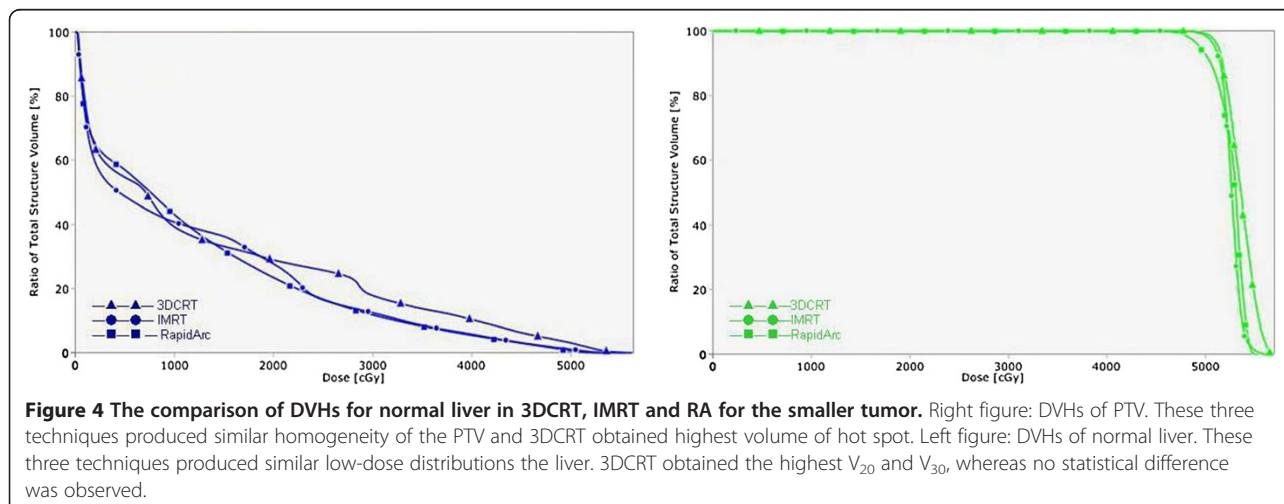 Ratio of Total Structure Volume [%]
100
80
60
40
20
0
3DCRT
IMRT
RapidArc
0 1000 2000 3000 4000 5000
Dose [cGy]
Ratio of Total Structure Volume [%]
100
80
60
40
20
0
3DCRT
IMRT
RapidArc
0 1000 2000 3000 4000 5000
Dose [cGy]
Figure 4 The comparison of DVHs for normal liver in 3DCRT, IMRT and RA for the smaller tumor. Right figure: DVHs of PTV. These three
techniques produced similar homogeneity of the PTV and 3DCRT obtained highest volume of hot spot. Left figure: DVHs of normal liver. These
three techniques produced similar low-dose distributions the liver. 3DCRT obtained the highest V20 and V30, whereas no statistical difference
was observed.